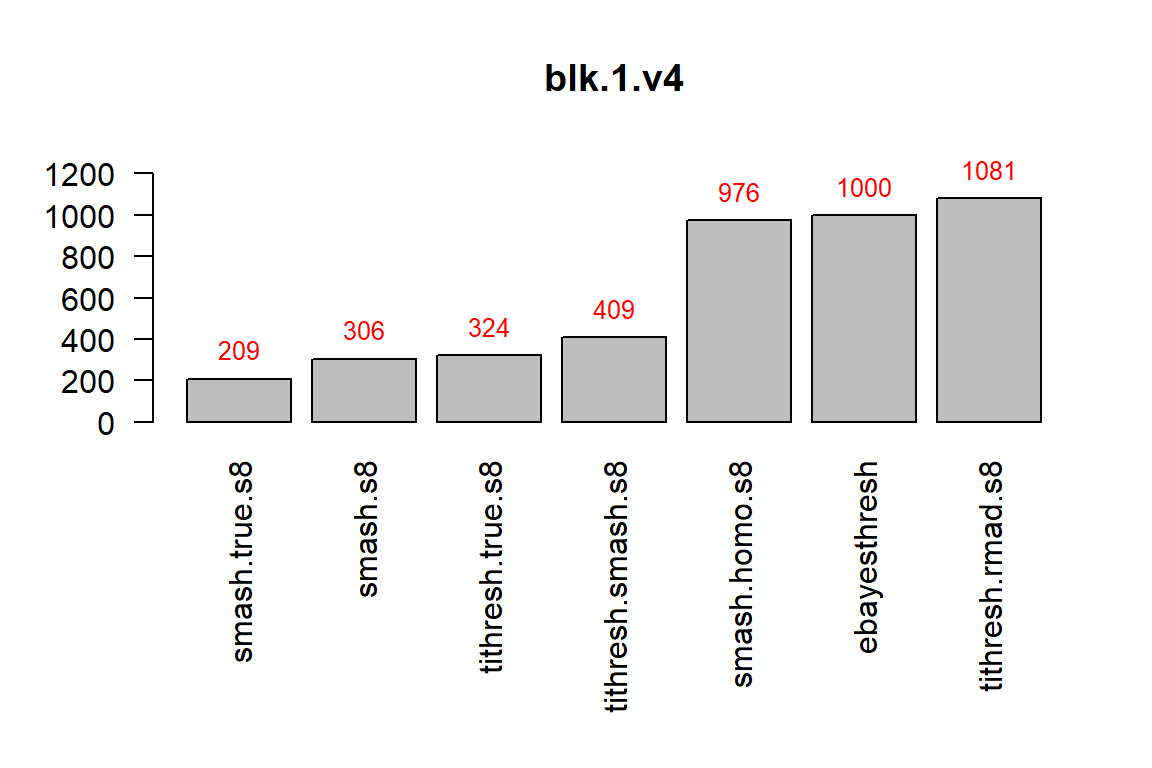 blk.1.v4
1200
1000
800
600
400
200
0
209
306
324
409
976
1000
1081
smash.true.s8
smash.s8
tithresh.true.s8
tithresh.smash.s8
smash.homo.s8
ebayesthresh
tithresh.rmad.s8